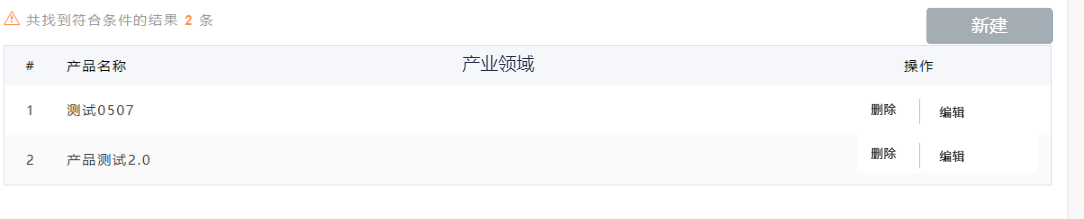 共找到符合条件的结果 2 条
新建
# 产品名称 产业领域 操作
1 测试0507 删除 编辑
2 产品测试2.0 删除 编辑